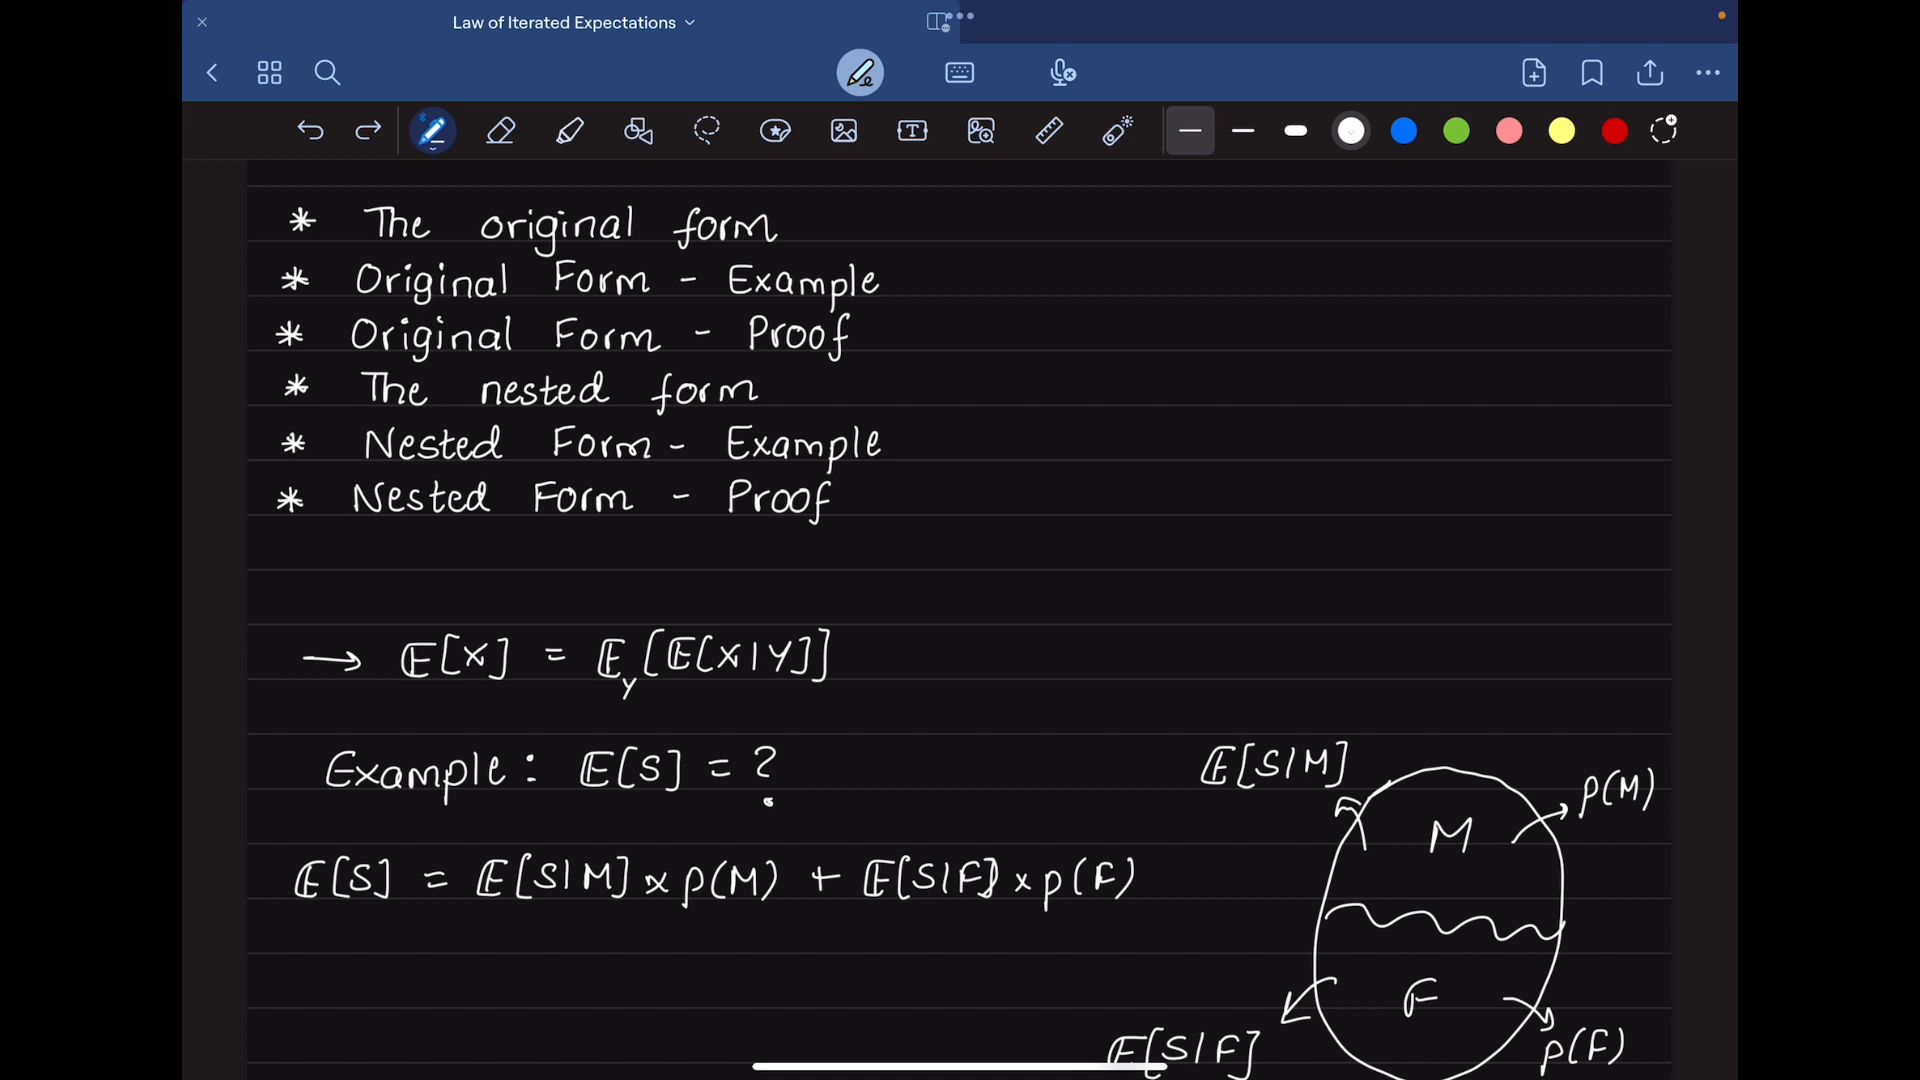 Law of Iterated Expectations
* The original form
* Original Form - Example
* Original Form - Proof
* The nested form
* Nested Form - Example
* Nested Form - Proof
→ 𝔼[X] = 𝔼_Y[𝔼[X|Y]]
Example: 𝔼[S] = ?
𝔼[S|M]
p(M)
M
𝔼[S] = 𝔼[S|M] × p(M) + 𝔼[S|F] × p(F)
F
𝔼[S|F]
p(F)